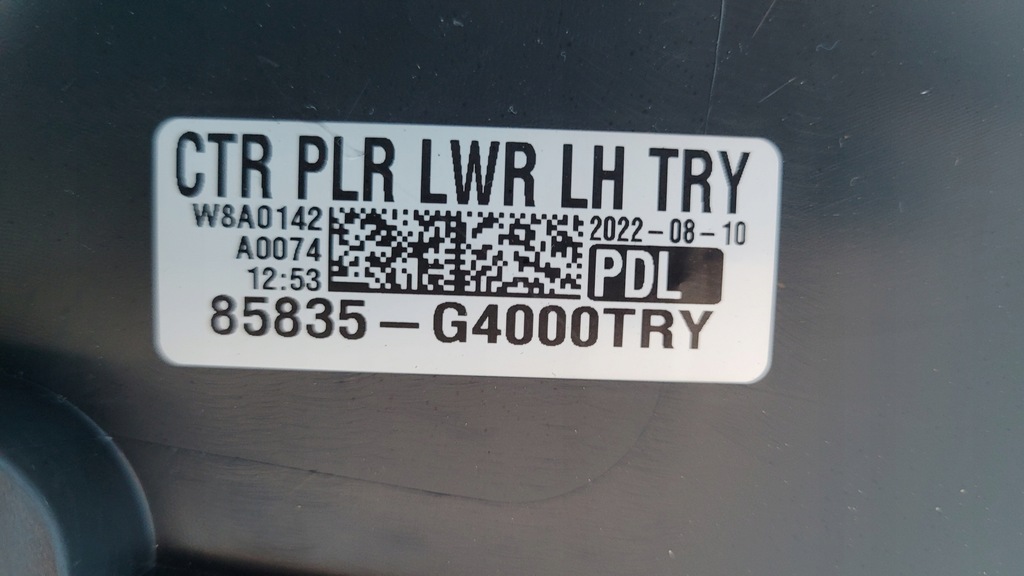 CTR PLR LWR LH TRY
W8A0142
A0074
12:53
2022-08-10
PDL
85835-G4000TRY